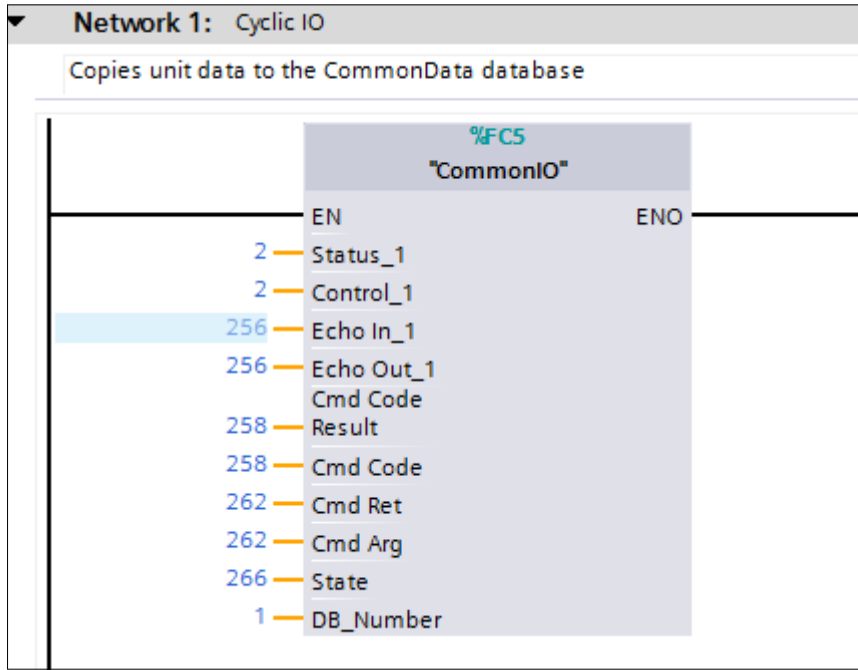 Network 1: Cyclic IO
Copies unit data to the CommonData database
%FC5
"CommonIO"
EN ENO
2 Status_1
2 Control_1
256 Echo In_1
256 Echo Out_1
Cmd Code
258 Result
258 Cmd Code
262 Cmd Ret
262 Cmd Arg
266 State
1 DB_Number